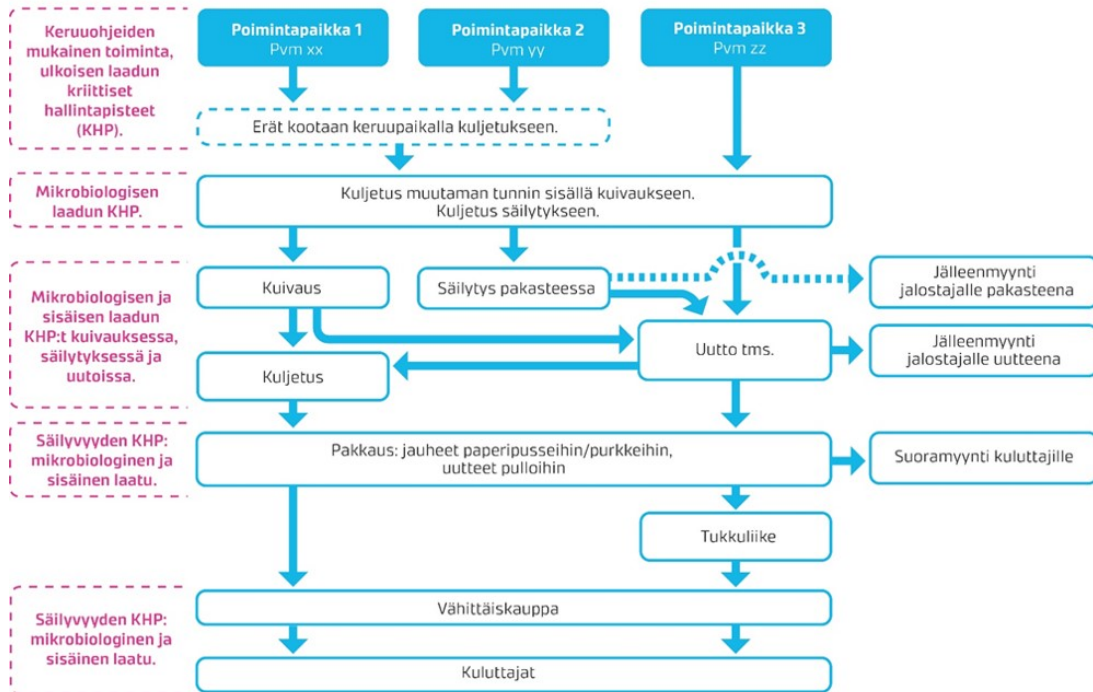 Keruuohjeiden
mukainen toiminta,
ulkoisen laadun
kriittiset
hallintapisteet
(KHP).
Poimintapaikka 1
Pvm xx
Poimintapaikka 2
Pvm yy
Poimintapaikka 3
Pvm zz
Erät kootaan keruupaikalla kuljetukseen.
Mikrobiologisen
laadun KHP.
Kuljetus muutaman tunnin sisällä kuivaukseen.
Kuljetus säilytykseen.
Mikrobiologisen ja
sisäisen laadun
KHP:t kuivauksessa,
säilytyksessä ja
uutoissa.
Kuivaus
Säilytys pakasteessa
Jälleenmyynti
jalostajalle pakasteena
Uutto tms.
Jälleenmyynti
jalostajalle uutteena
Kuljetus
Säilyvyyden KHP:
mikrobiologinen ja
sisäinen laatu.
Pakkaus: jauheet paperipusseihin/purkkeihin,
uutteet pulloihin
Suoramyynti kuluttajille
Tukkuliike
Säilyvyyden KHP:
mikrobiologinen ja
sisäinen laatu.
Vähittäiskauppa
Kuluttajat